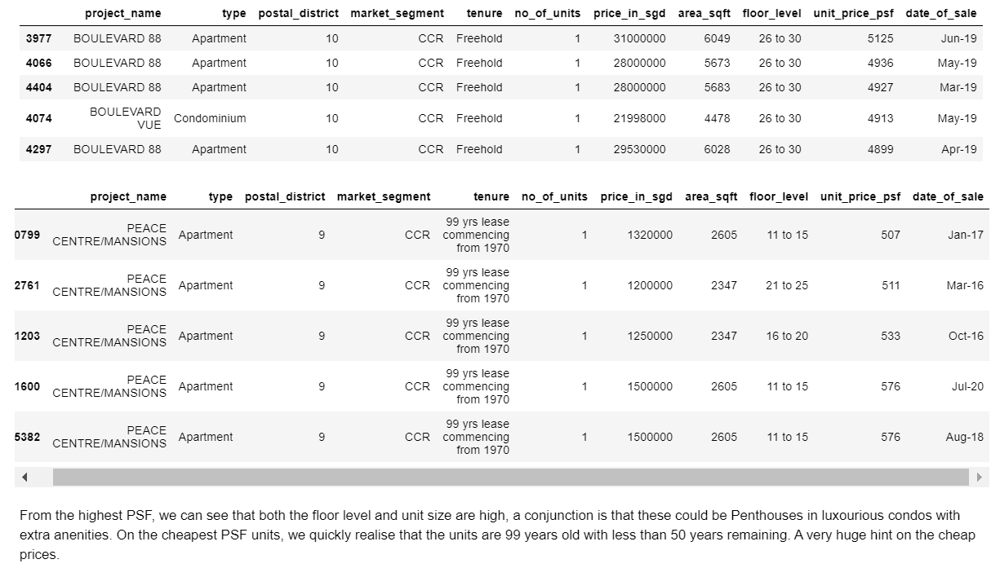 project_name type postal_district market_segment tenure no_of_units price_in_sgd area_sqft floor_level unit_price_psf date_of_sale
3977 BOULEVARD 88 Apartment 10 CCR Freehold 1 31000000 6049 26 to 30 5125 Jun-19
4066 BOULEVARD 88 Apartment 10 CCR Freehold 1 28000000 5673 26 to 30 4936 May-19
4404 BOULEVARD 88 Apartment 10 CCR Freehold 1 28000000 5683 26 to 30 4927 Mar-19
BOULEVARD
4074 Condominium 10 CCR Freehold 1 21998000 4478 26 to 30 4913 May-19
VUE
4297 BOULEVARD 88 Apartment 10 CCR Freehold 1 29530000 6028 26 to 30 4899 Apr-19
project_name type postal_district market_segment tenure no_of_units price_in_sgd area_sqft floor_level unit_price_psf date_of_sale
99 yrs lease
PEACE
0799 Apartment 9 CCR commencing 1 1320000 2605 11 to 15 507 Jan-17
CENTRE/MANSIONS
from 1970
99 yrs lease
PEACE
2761 Apartment 9 CCR commencing 1 1200000 2347 21 to 25 511 Mar-16
CENTRE/MANSIONS
from 1970
99 yrs lease
PEACE
1203 Apartment 9 CCR commencing 1 1250000 2347 16 to 20 533 Oct-16
CENTRE/MANSIONS
from 1970
99 yrs lease
PEACE
1600 Apartment 9 CCR commencing 1 1500000 2605 11 to 15 576 Jul-20
CENTRE/MANSIONS
from 1970
99 yrs lease
PEACE
5382 Apartment 9 CCR commencing 1 1500000 2605 11 to 15 576 Aug-18
CENTRE/MANSIONS
from 1970
From the highest PSF, we can see that both the floor level and unit size are high, a conjunction is that these could be Penthouses in luxourious condos with
extra anenities. On the cheapest PSF units, we quickly realise that the units are 99 years old with less than 50 years remaining. A very huge hint on the cheap
prices.